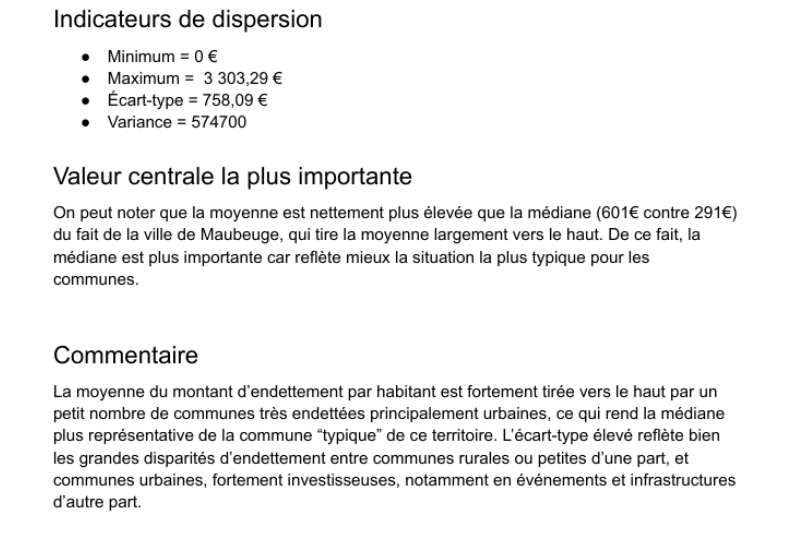 Indicateurs de dispersion
● Minimum = 0 €
● Maximum =  3 303,29 €
● Écart-type = 758,09 €
● Variance = 574700
Valeur centrale la plus importante
On peut noter que la moyenne est nettement plus élevée que la médiane (601€ contre 291€)
du fait de la ville de Maubeuge, qui tire la moyenne largement vers le haut. De ce fait, la
médiane est plus importante car reflète mieux la situation la plus typique pour les
communes.
Commentaire
La moyenne du montant d’endettement par habitant est fortement tirée vers le haut par un
petit nombre de communes très endettées principalement urbaines, ce qui rend la médiane
plus représentative de la commune “typique” de ce territoire. L’écart-type élevé reflète bien
les grandes disparités d’endettement entre communes rurales ou petites d’une part, et
communes urbaines, fortement investisseuses, notamment en événements et infrastructures
d’autre part.